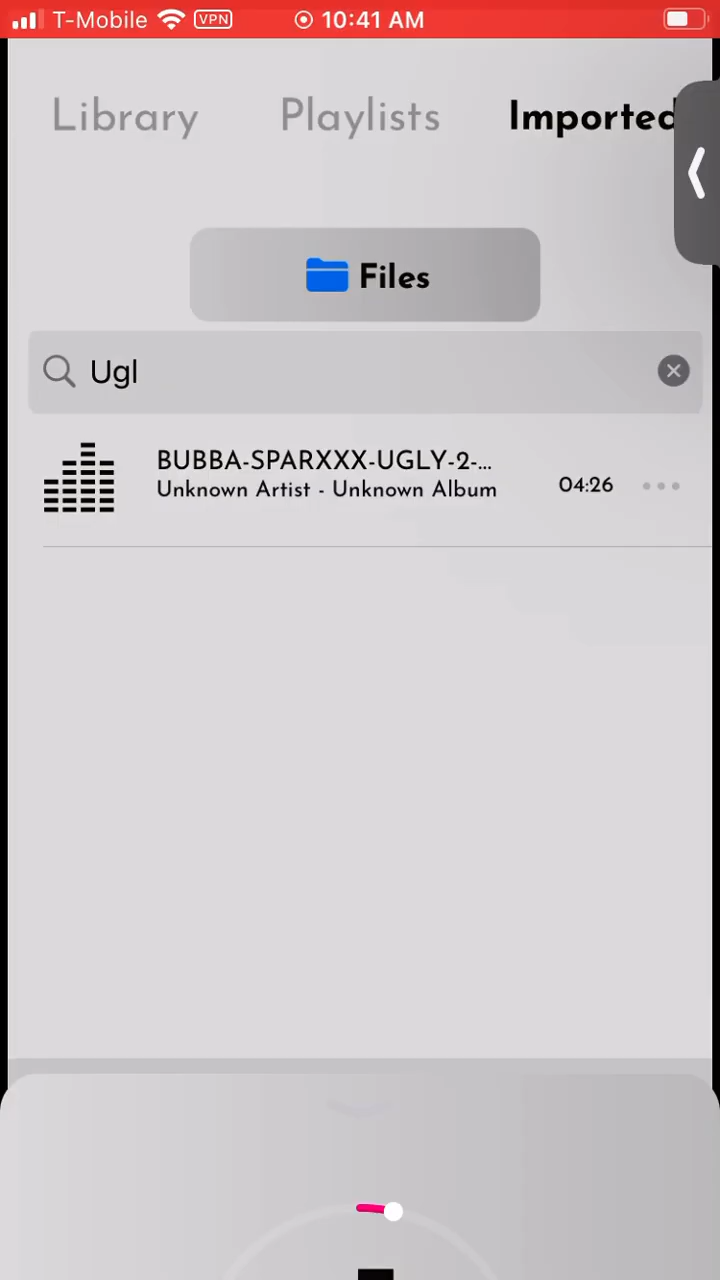 T-Mobile VPN 10:41 AM
Library Playlists Imported
Files
Ugl
BUBBA-SPARXXX-UGLY-2-...
Unknown Artist - Unknown Album 04:26